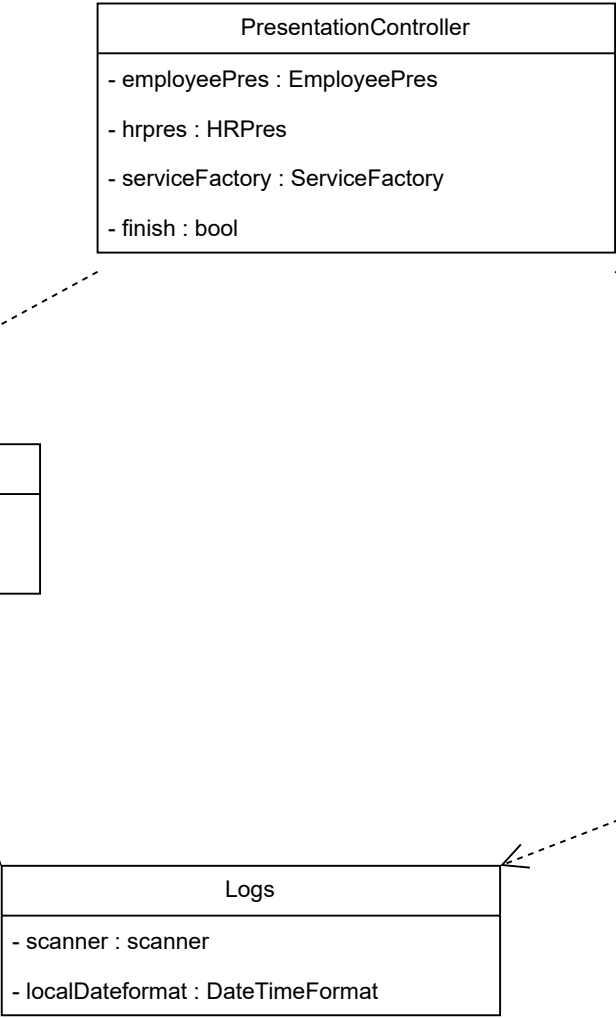 PresentationController
- employeePres : EmployeePres
- hrpres : HRPres
- serviceFactory : ServiceFactory
- finish : bool
Logs
- scanner : scanner
- localDateformat : DateTimeFormat